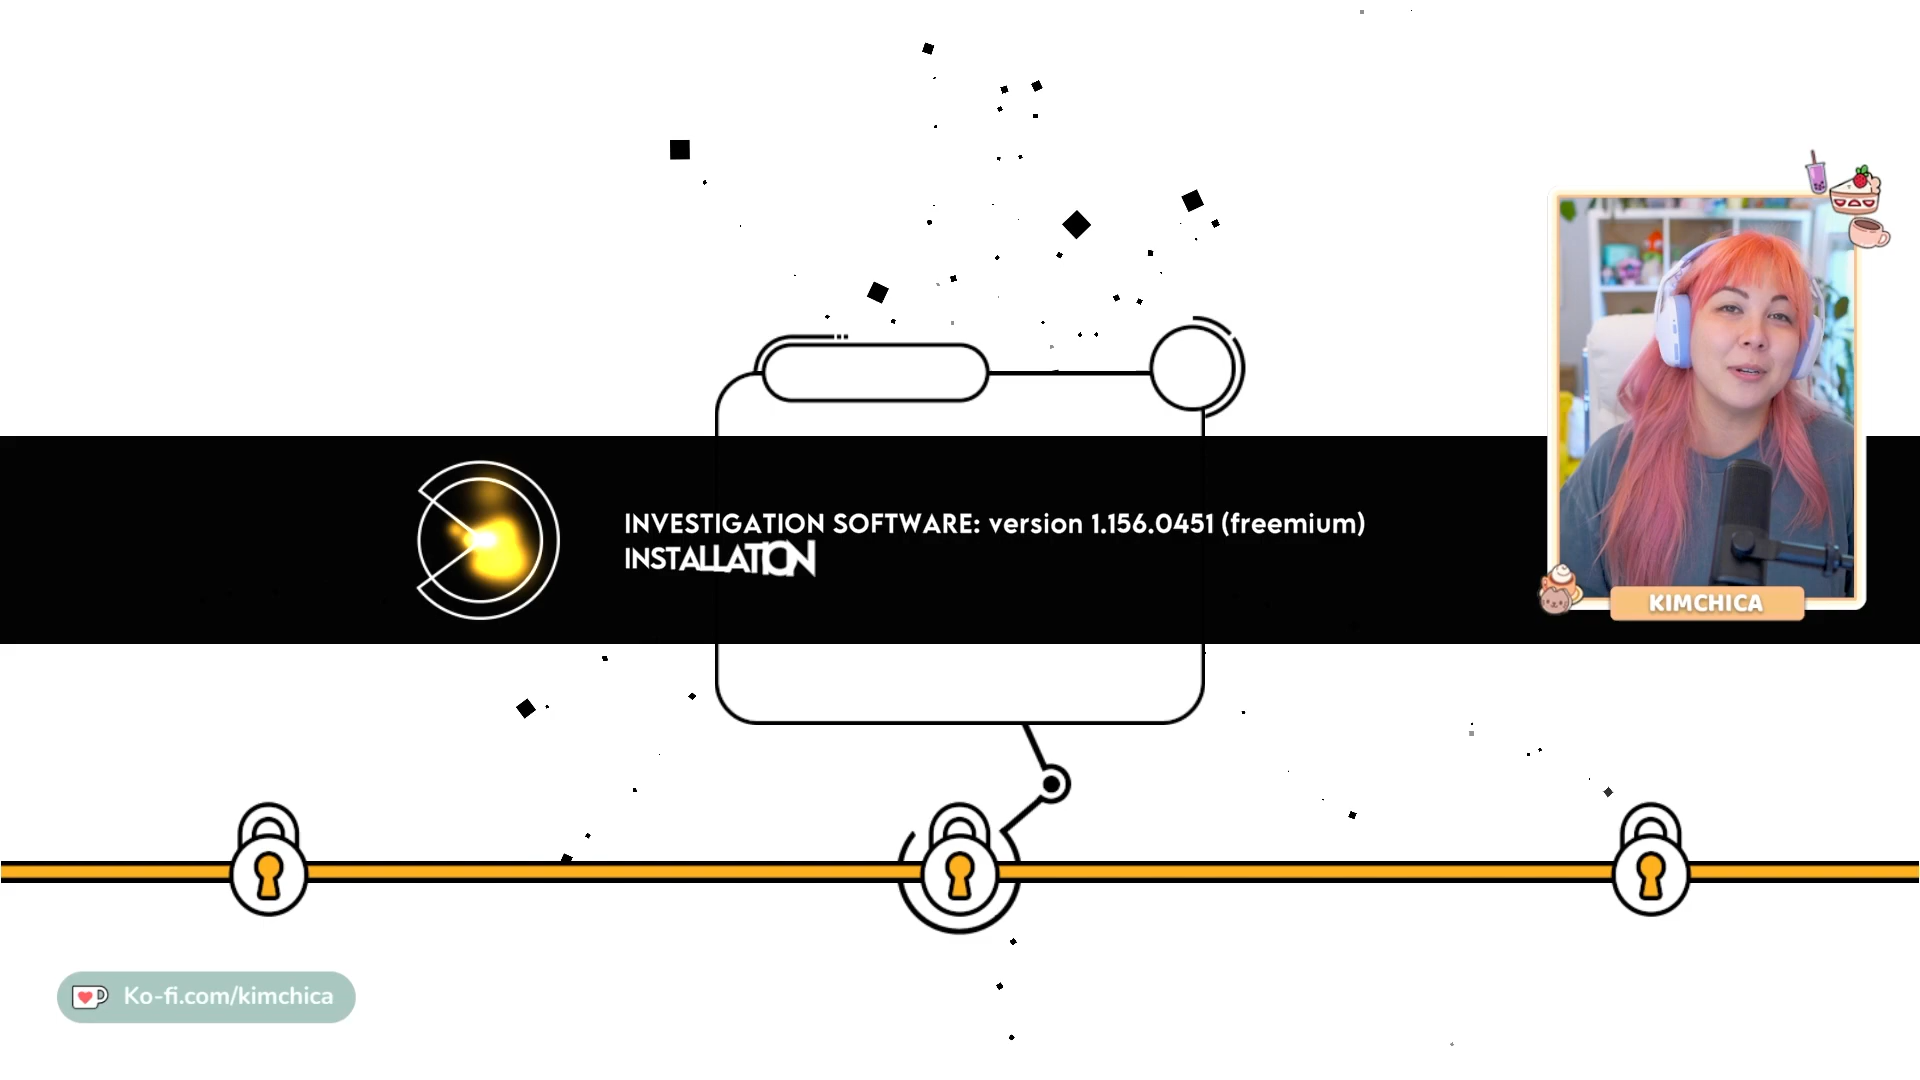 INVESTIGATION SOFTWARE: version 1.156.0451 (freemium)
INSTALLATION
KIMCHICA
Ko-fi.com/kimchica